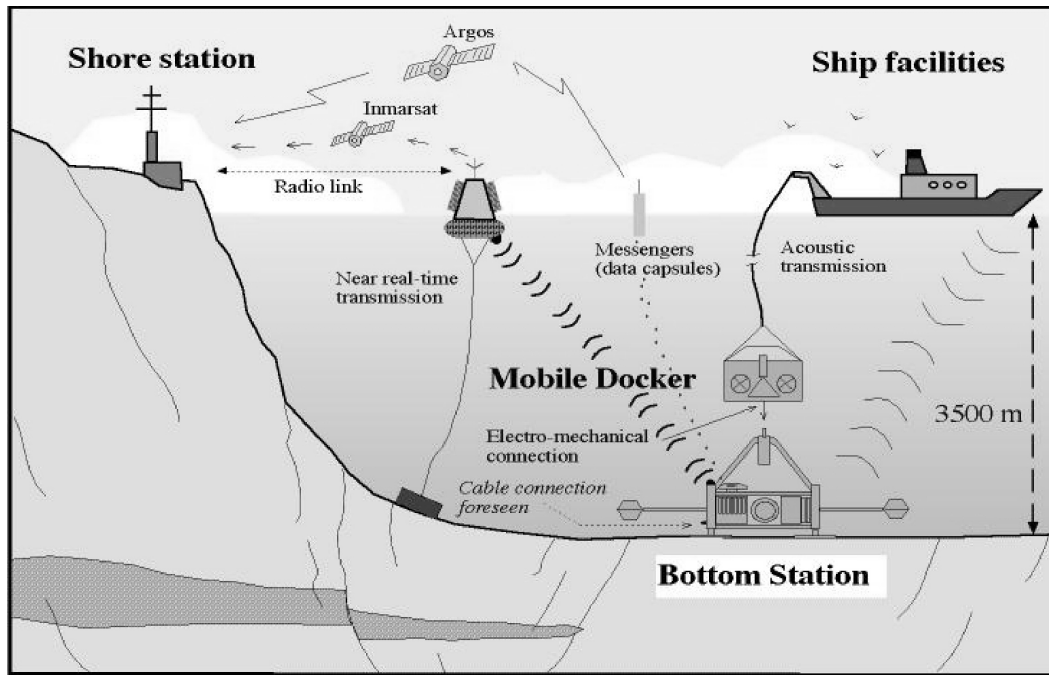 Argos
Shore station
Ship facilities
Inmarsat
Radio link
Messengers
(data capsules)
Acoustic
transmission
Near real-time
transmission
Mobile Docker
3500 m
Electro-mechanical
connection
Cable connection
foreseen
Bottom Station